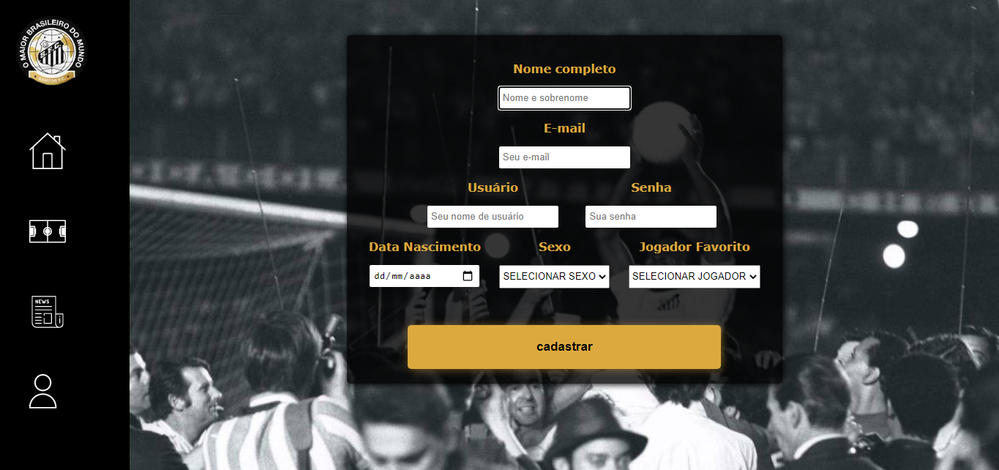 O MAIOR BRASILEIRO DO MUNDO
S.F.C.
SANTOS F.C.
NEWS
Nome completo
Nome e sobrenome
E-mail
Seu e-mail
Usuário Senha
Seu nome de usuário Sua senha
Data Nascimento Sexo Jogador Favorito
dd/mm/aaaa SELECIONAR SEXO SELECIONAR JOGADOR
cadastrar